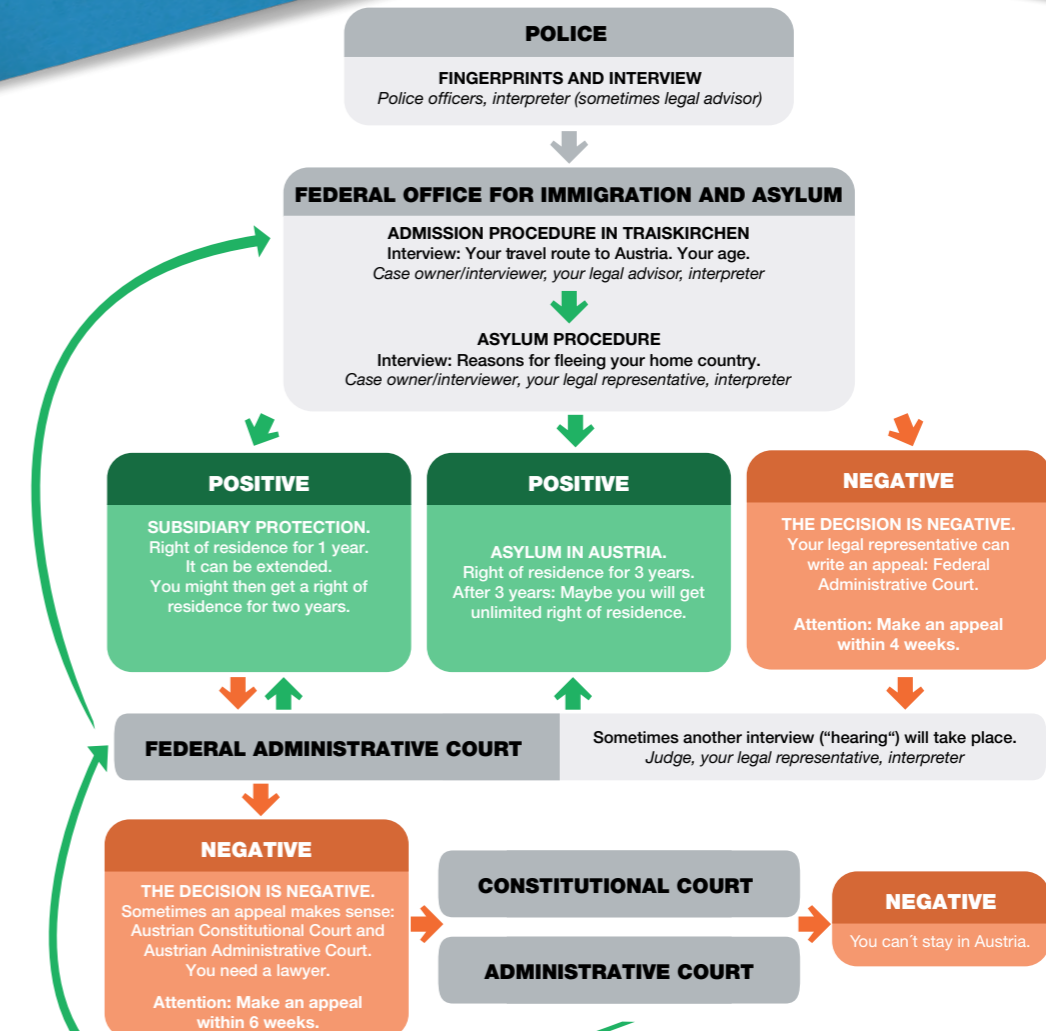 POLICE
FINGERPRINTS AND INTERVIEW
Police officers, interpreter (sometimes legal advisor)
FEDERAL OFFICE FOR IMMIGRATION AND ASYLUM
ADMISSION PROCEDURE IN TRAISKIRCHEN
Interview: Your travel route to Austria. Your age.
Case owner/interviewer, your legal advisor, interpreter
ASYLUM PROCEDURE
Interview: Reasons for fleeing your home country.
Case owner/interviewer, your legal representative, interpreter
POSITIVE
SUBSIDIARY PROTECTION.
Right of residence for 1 year.
It can be extended.
You might then get a right of
residence for two years.
POSITIVE
ASYLUM IN AUSTRIA.
Right of residence for 3 years.
After 3 years: Maybe you will get
unlimited right of residence.
NEGATIVE
THE DECISION IS NEGATIVE.
Your legal representative can
write an appeal: Federal
Administrative Court.
Attention: Make an appeal
within 4 weeks.
FEDERAL ADMINISTRATIVE COURT
Sometimes another interview (“hearing“) will take place.
Judge, your legal representative, interpreter
NEGATIVE
THE DECISION IS NEGATIVE.
Sometimes an appeal makes sense:
Austrian Constitutional Court and
Austrian Administrative Court.
You need a lawyer.
Attention: Make an appeal
within 6 weeks.
CONSTITUTIONAL COURT
ADMINISTRATIVE COURT
NEGATIVE
You can´t stay in Austria.